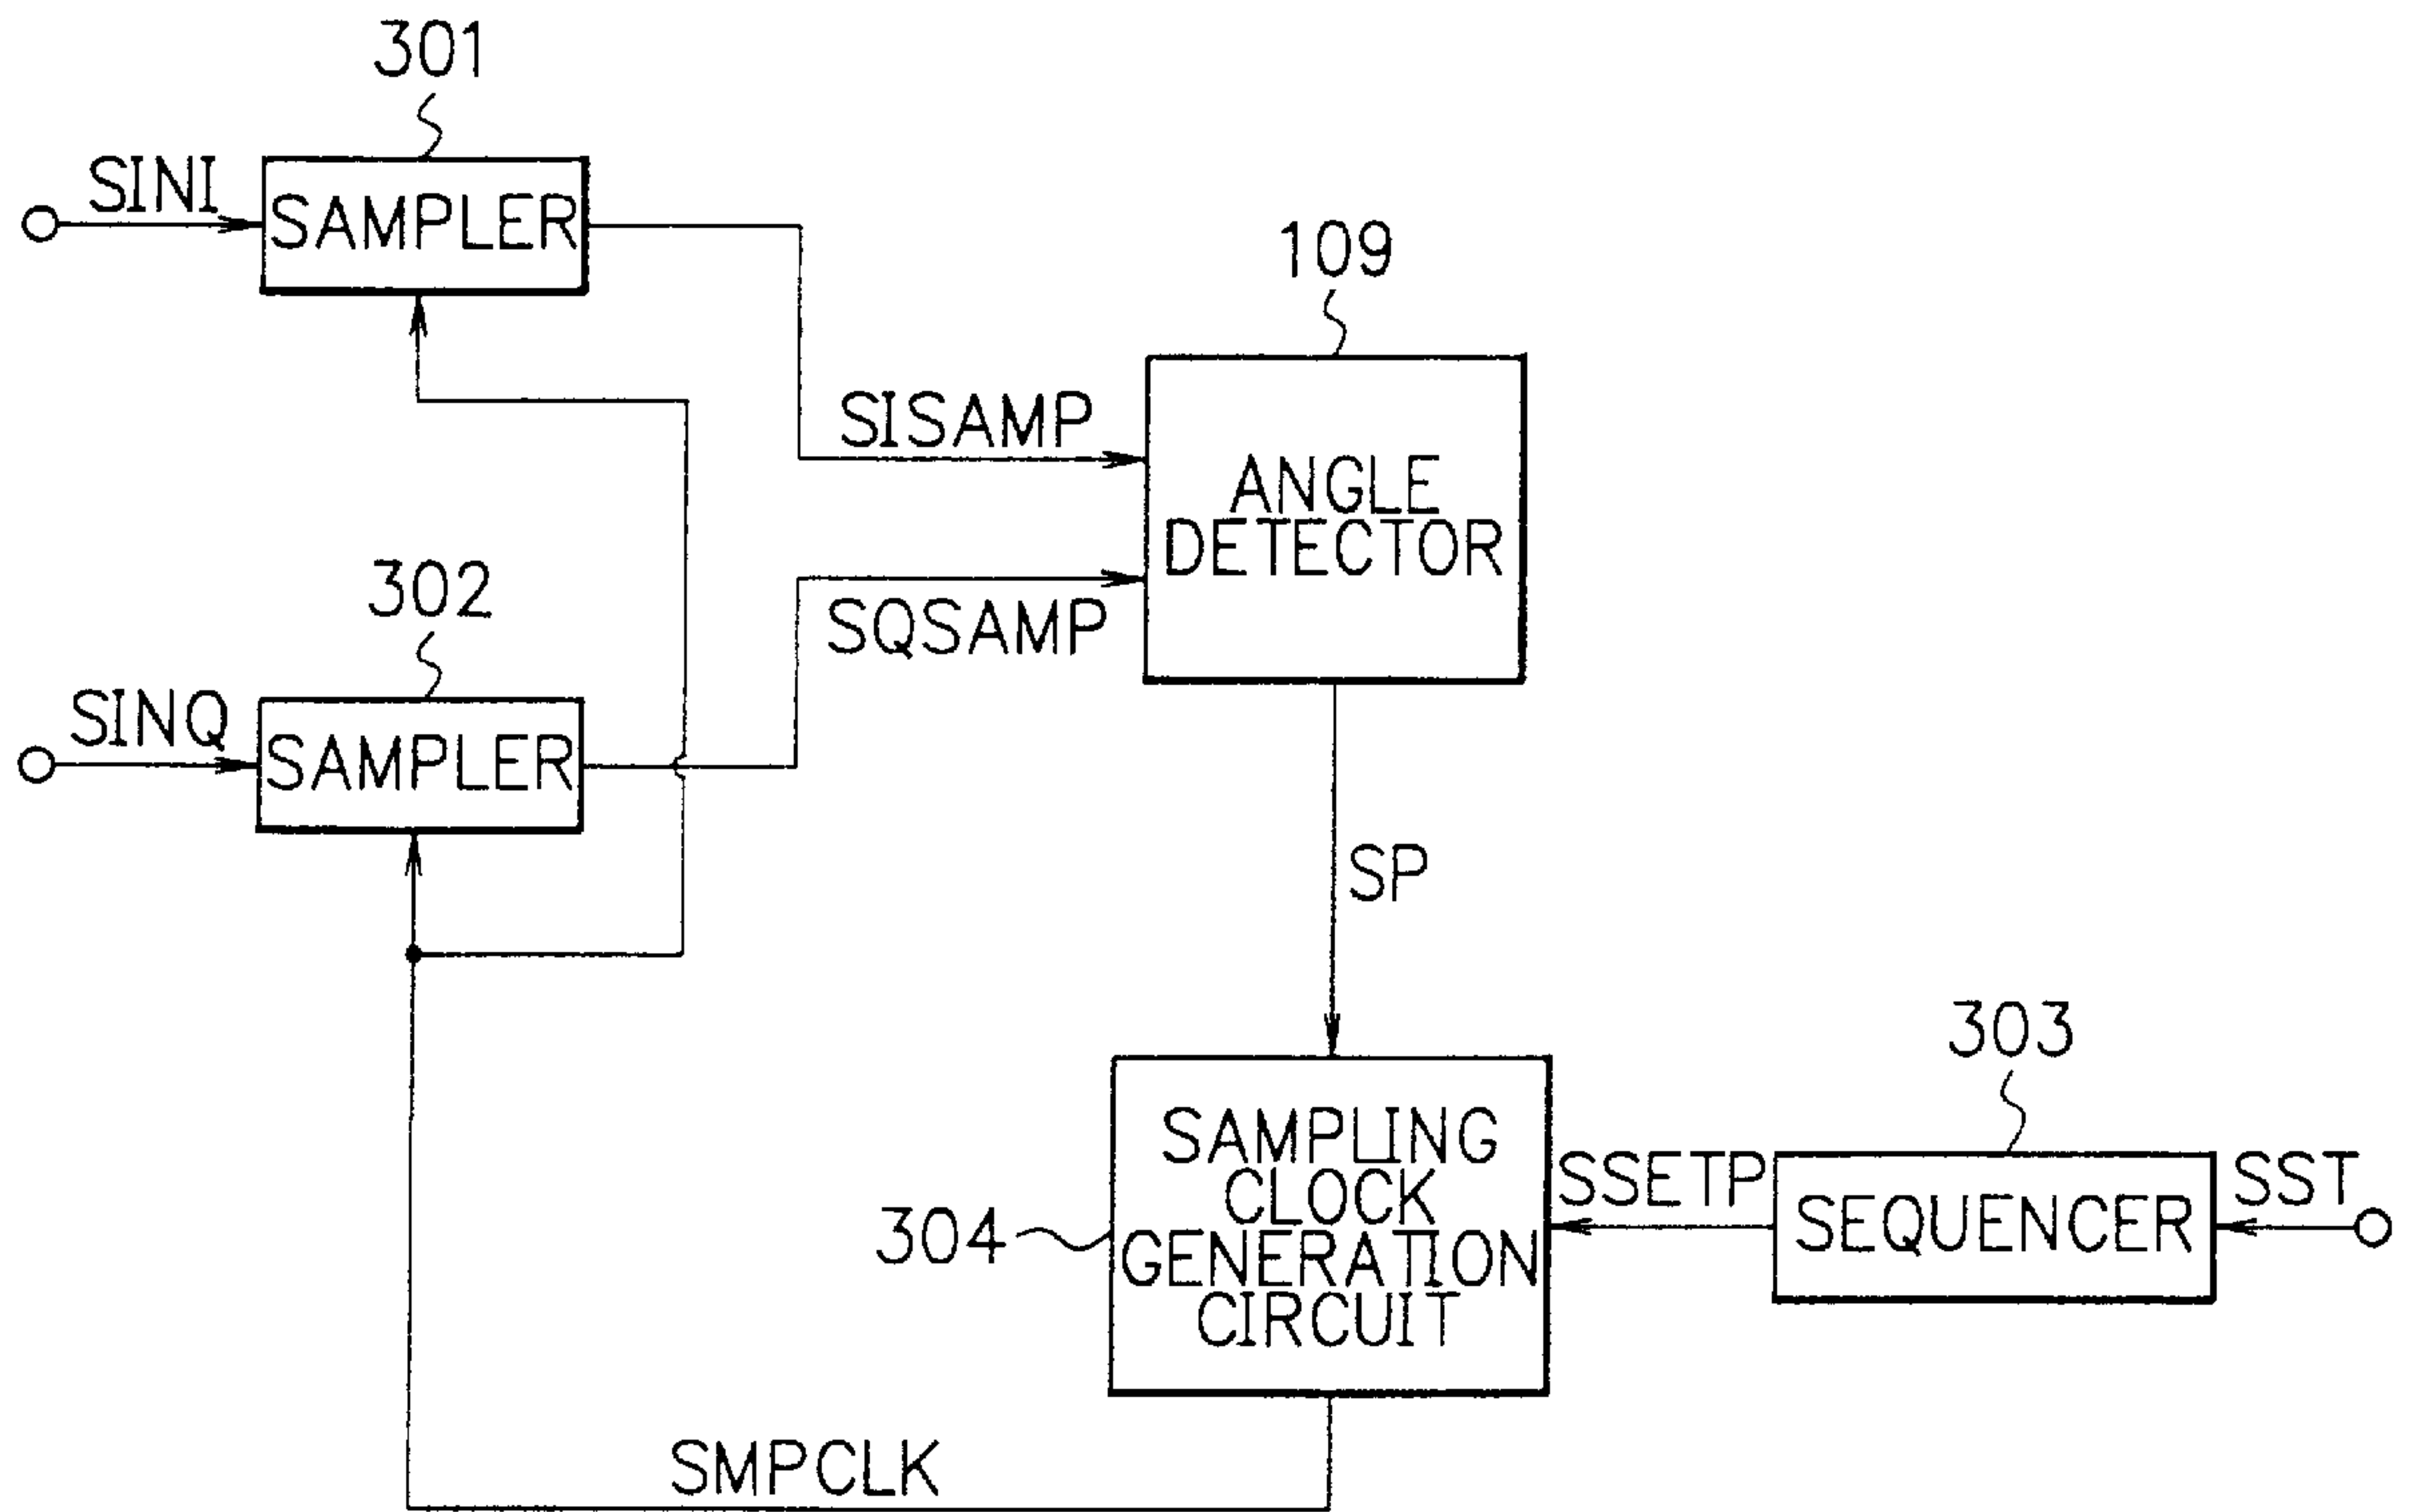 301
SINI
SAMPLER
109
SISAMP
ANGLE
DETECTOR
302
SQSAMP
SINQ
SAMPLER
SP
303
SAMPLING
CLOCK
GENERATION
CIRCUIT
304
SSETP
SEQUENCER
SST
SMPCLK